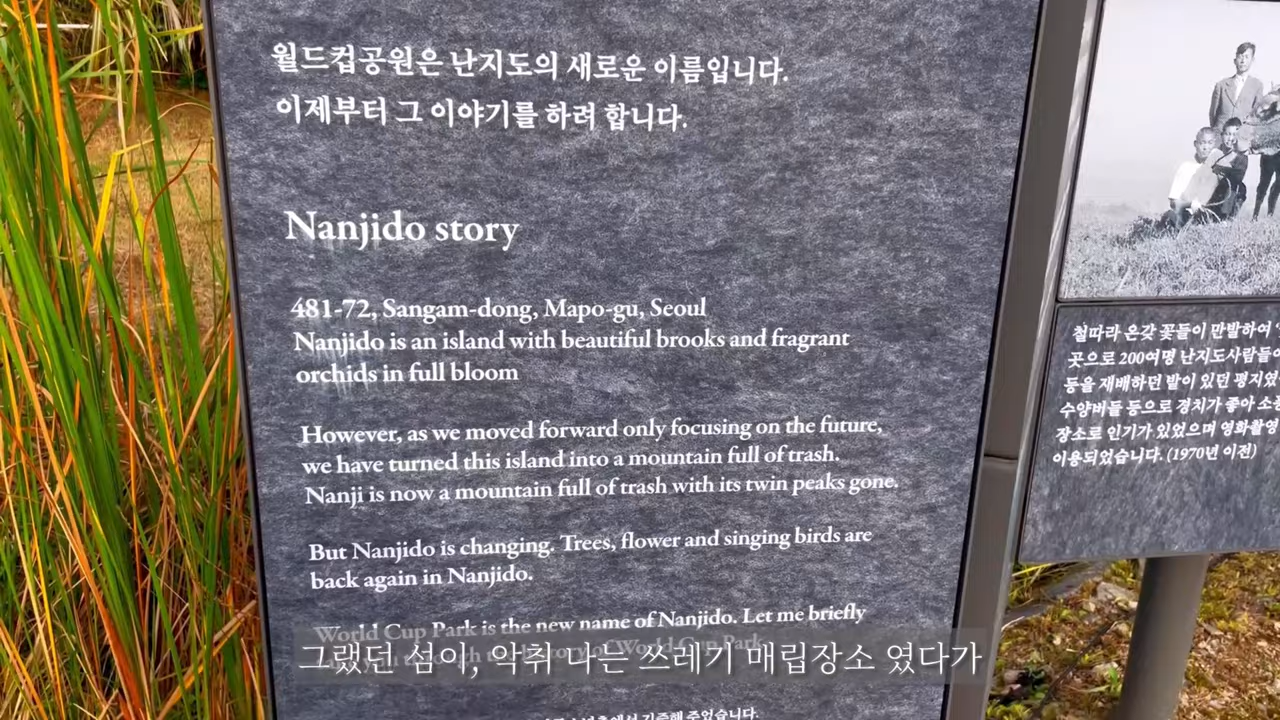 월드컵공원은 난지도의 새로운 이름입니다.
이제부터 그 이야기를 하려 합니다.
Nanjido story
481-72, Sangam-dong, Mapo-gu, Seoul
Nanjido is an island with beautiful brooks and fragrant
orchids in full bloom
However, as we moved forward only focusing on the future,
we have turned this island into a mountain full of trash.
Nanji is now a mountain full of trash with its twin peaks gone.
But Nanjido is changing. Trees, flower and singing birds are
back again in Nanjido.
World Cup Park is the new name of Nanjido. Let me briefly
of World Cup Park
그랬던 섬이, 악취 나는 쓰레기 매립장소 였다가
주었습니다.
철따라 온갖 꽃들이 만발하여
곳으로 200여명 난지도사람들이
등을 재배하던 밭이 있던 평지였
수양버들 등으로 경치가 좋아
장소로 인기가 있었으며 영화촬영
이용되었습니다. (1970년 이전)